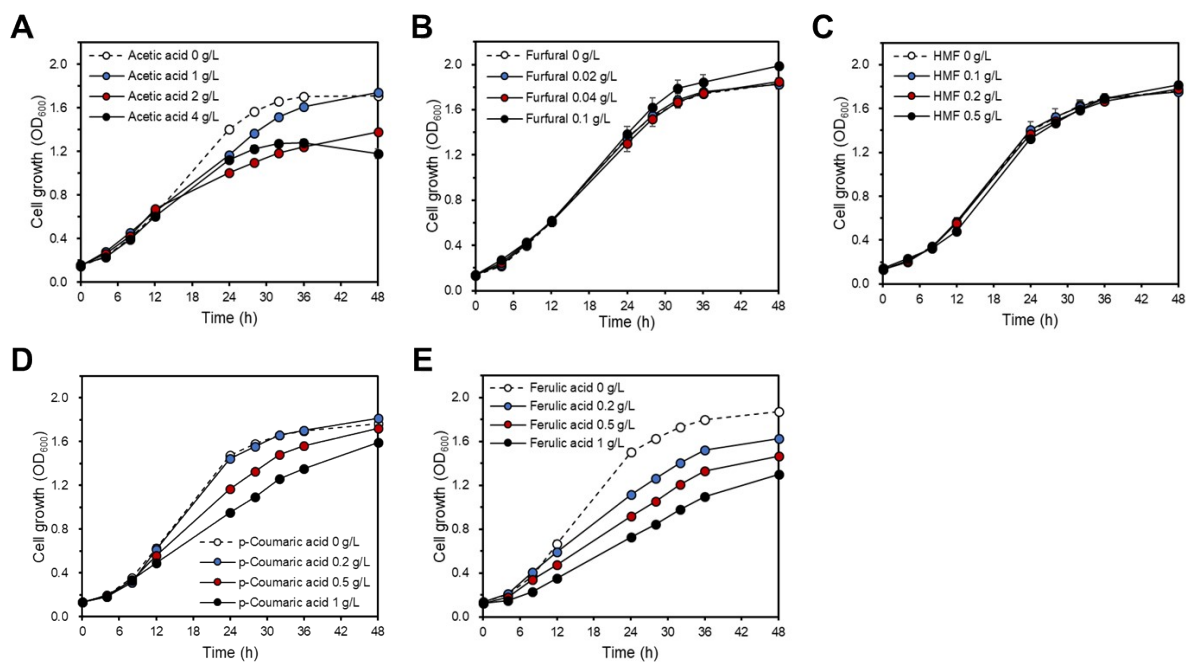 A
Acetic acid 0 g/L
Acetic acid 1 g/L
Acetic acid 2 g/L
Acetic acid 4 g/L
Cell growth (OD600)
2.0
1.6
1.2
0.8
0.4
0.0
0 6 12 18 24 30 36 42 48
Time (h)
B
Furfural 0 g/L
Furfural 0.02 g/L
Furfural 0.04 g/L
Furfural 0.1 g/L
Cell growth (OD600)
2.0
1.6
1.2
0.8
0.4
0.0
0 6 12 18 24 30 36 42 48
Time (h)
C
HMF 0 g/L
HMF 0.1 g/L
HMF 0.2 g/L
HMF 0.5 g/L
Cell growth (OD600)
2.0
1.6
1.2
0.8
0.4
0.0
0 6 12 18 24 30 36 42 48
Time (h)
D
p-Coumaric acid 0 g/L
p-Coumaric acid 0.2 g/L
p-Coumaric acid 0.5 g/L
p-Coumaric acid 1 g/L
Cell growth (OD600)
2.0
1.6
1.2
0.8
0.4
0.0
0 6 12 18 24 30 36 42 48
Time (h)
E
Ferulic acid 0 g/L
Ferulic acid 0.2 g/L
Ferulic acid 0.5 g/L
Ferulic acid 1 g/L
Cell growth (OD600)
2.0
1.6
1.2
0.8
0.4
0.0
0 6 12 18 24 30 36 42 48
Time (h)